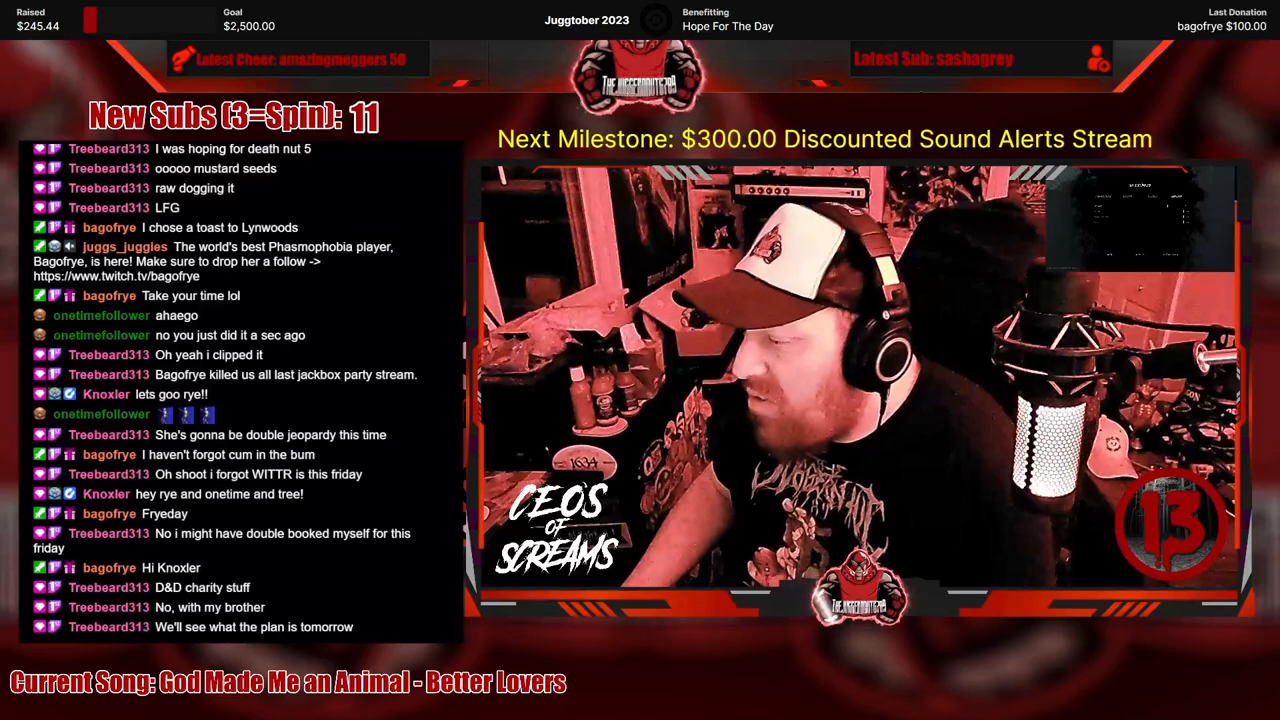 Raised
$245.44
Goal
$2,500.00
Juggtober 2023
Benefitting
Hope For The Day
Last Donation
bagofrye $100.00
Latest Cheer: amazingmeggers 50
THEJUGGERNAUT6789
Latest Sub: sashagrey
New Subs (3=Spin): 11
Next Milestone: $300.00 Discounted Sound Alerts Stream
Treebeard313 I was hoping for death nut 5
Treebeard313 ooooo mustard seeds
Treebeard313 raw dogging it
Treebeard313 LFG
bagofrye I chose a toast to Lynwoods
juggs_juggles The world's best Phasmophobia player,
Bagofrye, is here! Make sure to drop her a follow ->
https://www.twitch.tv/bagofrye
bagofrye Take your time lol
onetimefollower ahaego
onetimefollower no you just did it a sec ago
Treebeard313 Oh yeah i clipped it
Treebeard313 Bagofrye killed us all last jackbox party stream.
Knoxler lets goo rye!!
onetimefollower
Treebeard313 She's gonna be double jeopardy this time
bagofrye I haven't forgot cum in the bum
Treebeard313 Oh shoot i forgot WITTR is this friday
Knoxler hey rye and onetime and tree!
bagofrye Fryeday
Treebeard313 No i might have double booked myself for this
friday
bagofrye Hi Knoxler
Treebeard313 D&D charity stuff
Treebeard313 No, with my brother
Treebeard313 We'll see what the plan is tomorrow
1634
CEOS
OF
SCREAMS
13
Current Song: God Made Me an Animal - Better Lovers